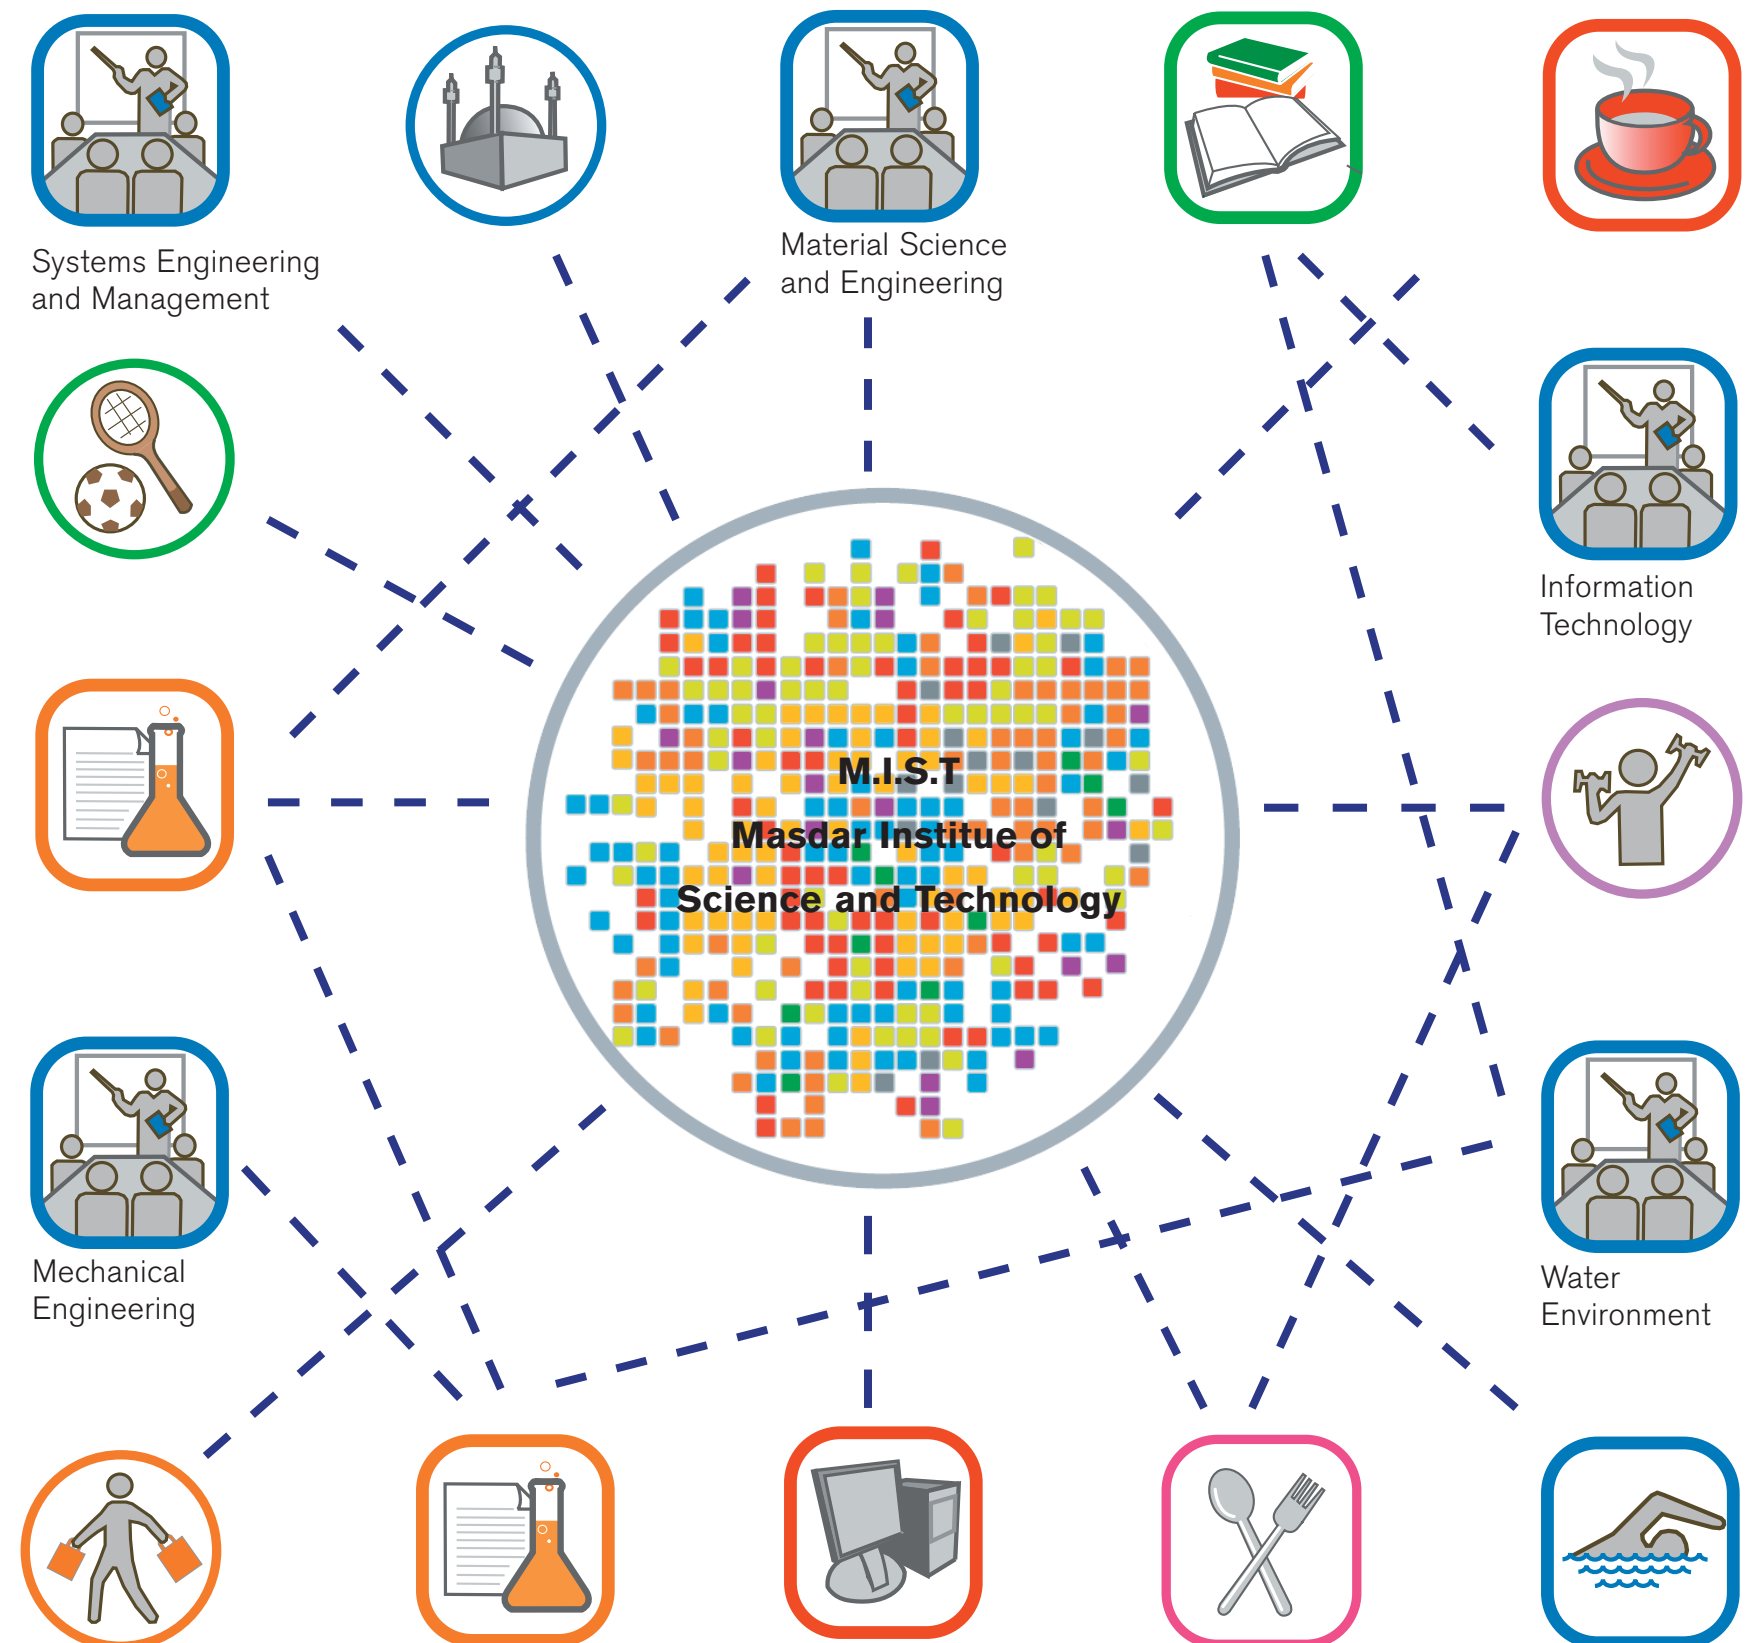 Systems Engineering
and Management
Material Science
and Engineering
Information
Technology
M.I.S.T
Masdar Institue of
Science and Technology
Mechanical
Engineering
Water
Environment